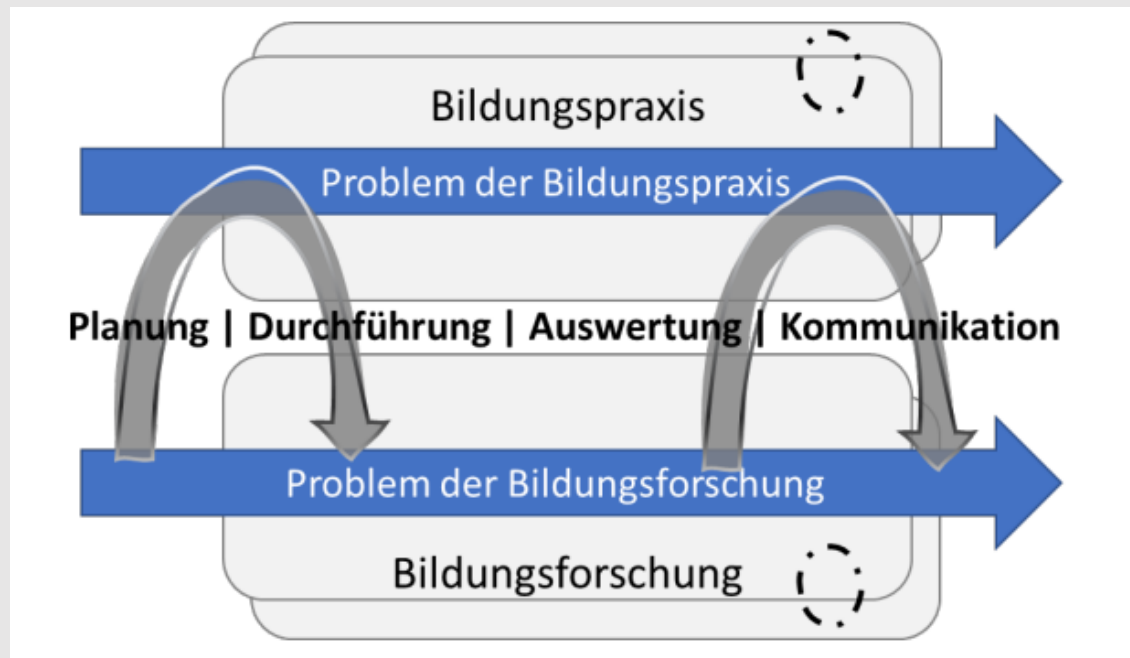 Bildungspraxis
Problem der Bildungspraxis
Planung | Durchführung | Auswertung | Kommunikation
Problem der Bildungsforschung
Bildungsforschung